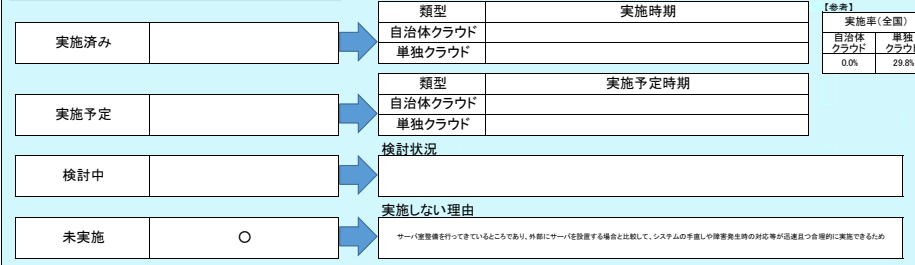 類型 実施時期
実施済み
自治体クラウド
単独クラウド
【参考】
実施率(全国)
自治体クラウド 単独クラウド
0.0% 29.8%
類型 実施予定時期
実施予定
自治体クラウド
単独クラウド
検討状況
検討中
実施しない理由
未実施 〇
サーバ室整備を行ってきているところであり、外部にサーバを設置する場合と比較して、システムの手直しや障害発生時の対応等が迅速且つ合理的に実施できるため